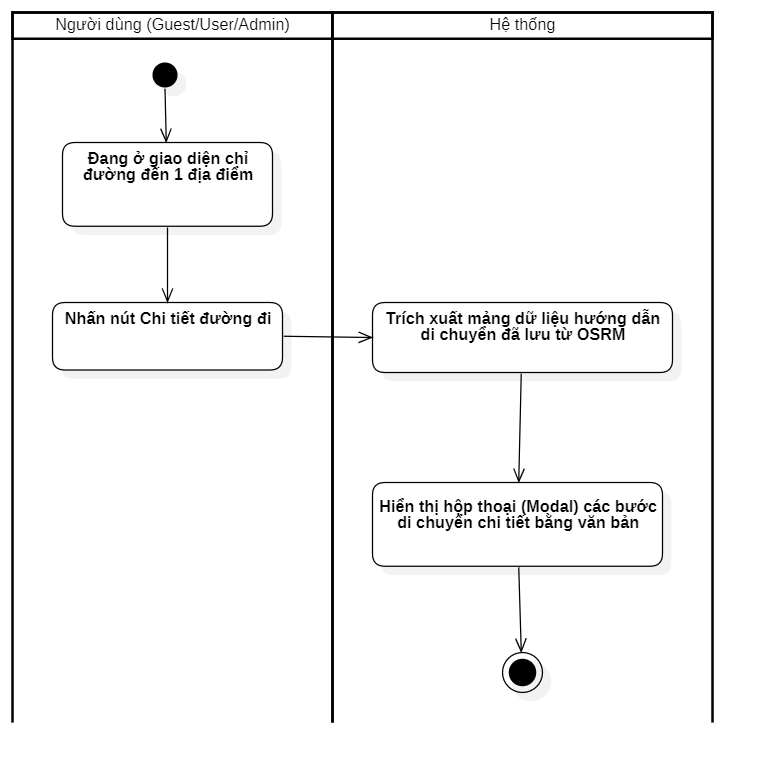 Người dùng (Guest/User/Admin)
Hệ thống
Đang ở giao diện chỉ
đường đến 1 địa điểm
Nhấn nút Chi tiết đường đi
Trích xuất mảng dữ liệu hướng dẫn
di chuyển đã lưu từ OSRM
Hiển thị hộp thoại (Modal) các bước
di chuyển chi tiết bằng văn bản